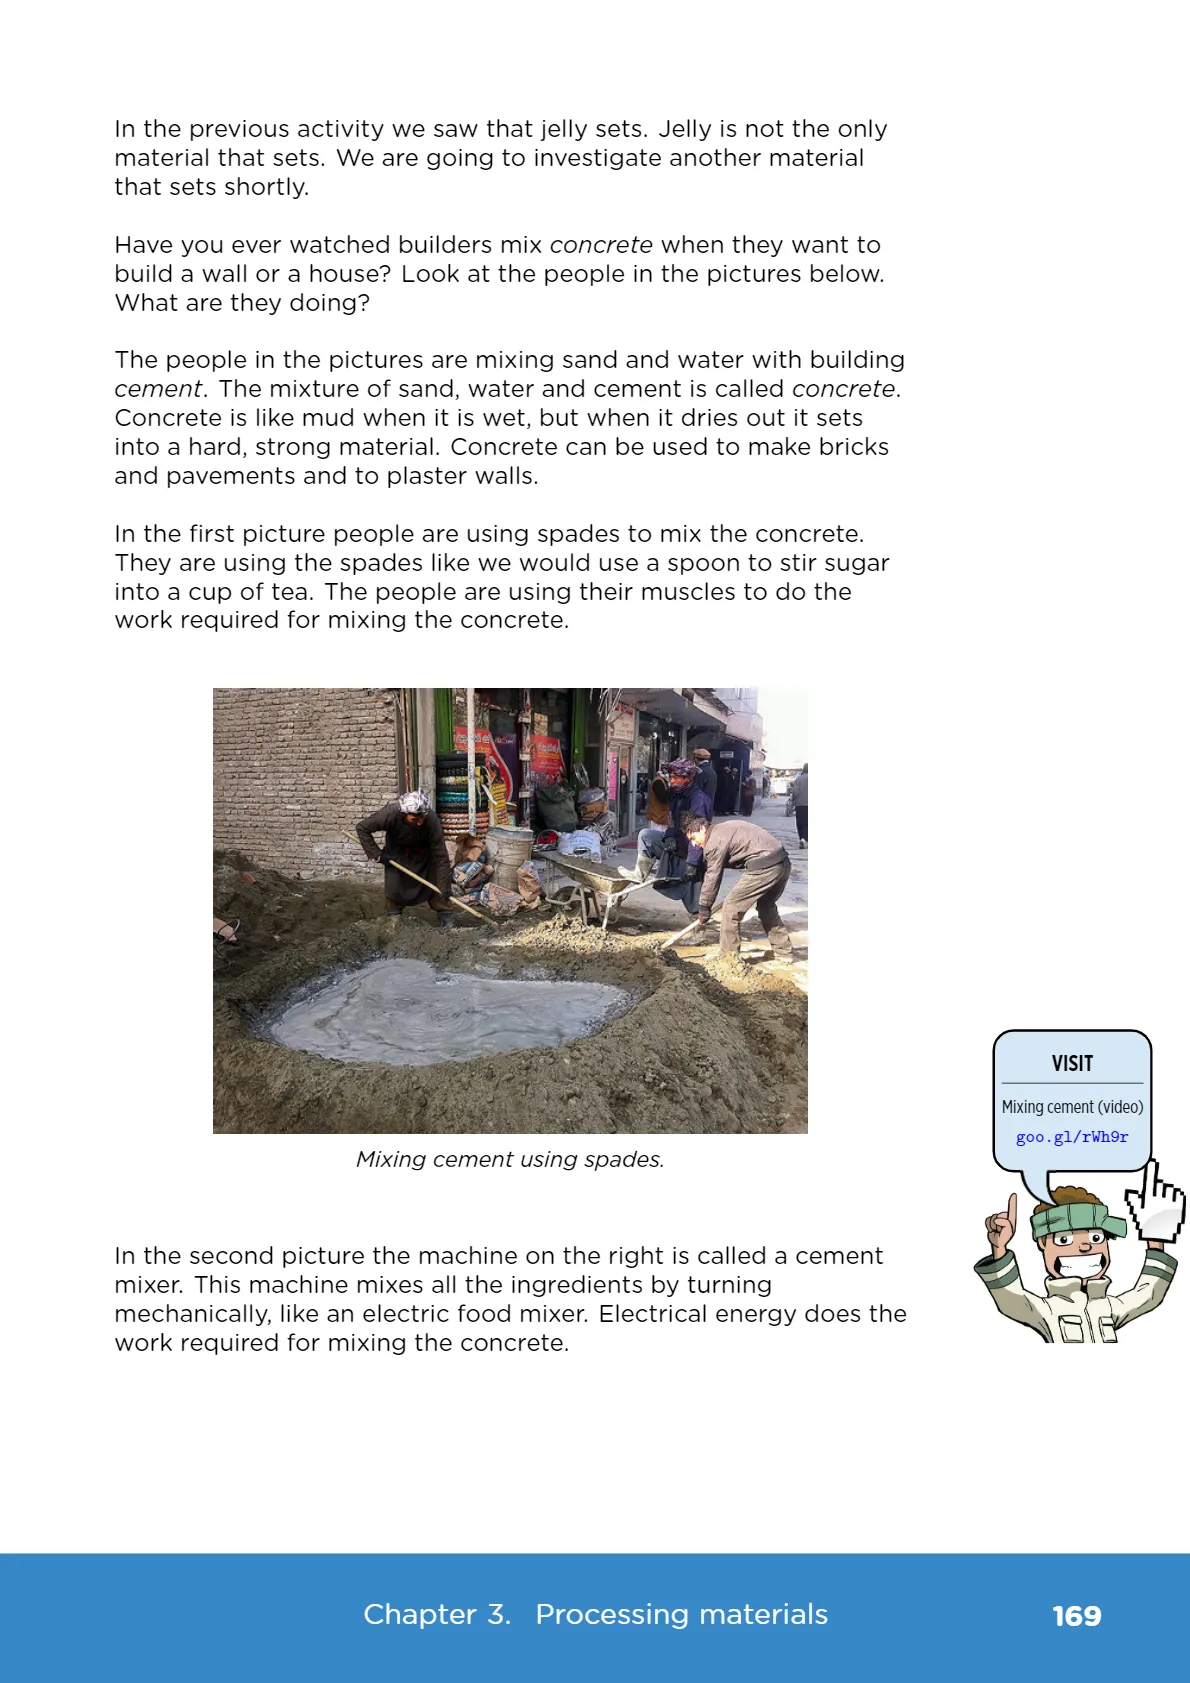 In the previous activity we saw that jelly sets. Jelly is not the only
material that sets. We are going to investigate another material
that sets shortly.
Have you ever watched builders mix concrete when they want to
build a wall or a house? Look at the people in the pictures below.
What are they doing?
The people in the pictures are mixing sand and water with building
cement. The mixture of sand, water and cement is called concrete.
Concrete is like mud when it is wet, but when it dries out it sets
into a hard, strong material. Concrete can be used to make bricks
and pavements and to plaster walls.
In the first picture people are using spades to mix the concrete.
They are using the spades like we would use a spoon to stir sugar
into a cup of tea. The people are using their muscles to do the
work required for mixing the concrete.
Mixing cement using spades.
VISIT
Mixing cement (video)
goo.gl/rWh9r
In the second picture the machine on the right is called a cement
mixer. This machine mixes all the ingredients by turning
mechanically, like an electric food mixer. Electrical energy does the
work required for mixing the concrete.
Chapter 3. Processing materials
169